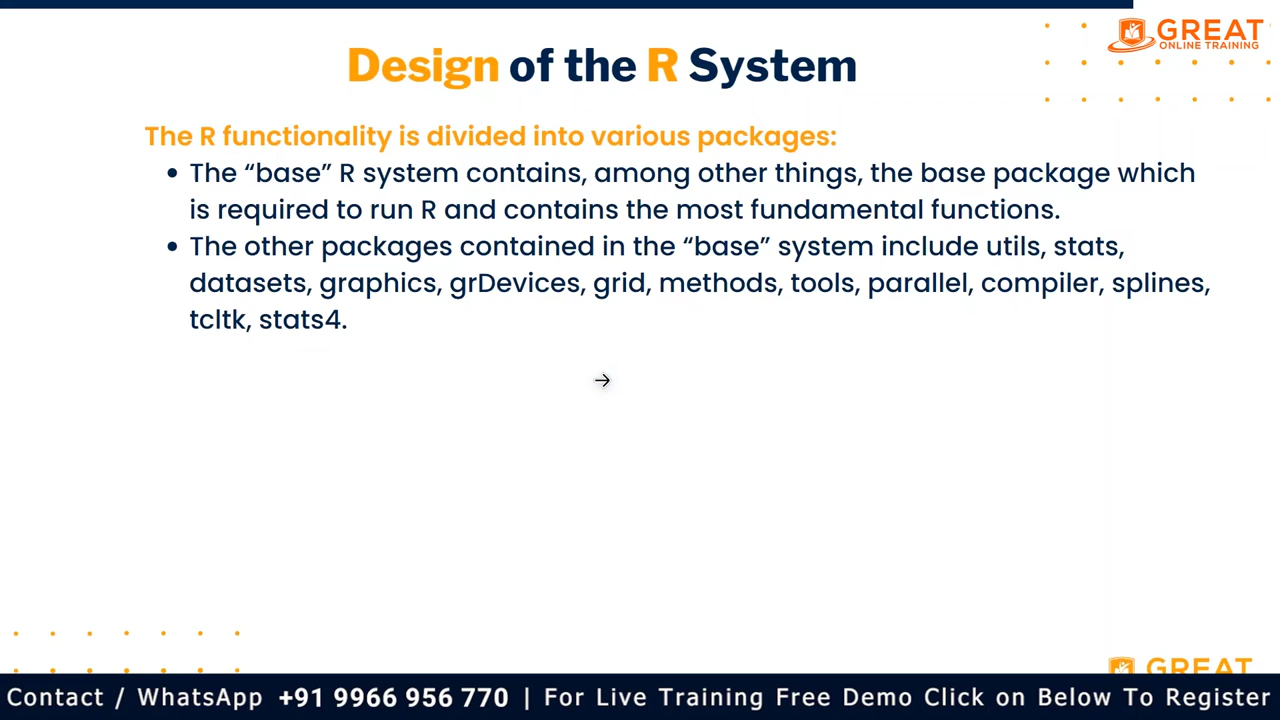 GREAT
ONLINE TRAINING
Design of the R System
The R functionality is divided into various packages:
• The “base” R system contains, among other things, the base package which
is required to run R and contains the most fundamental functions.
• The other packages contained in the “base” system include utils, stats,
datasets, graphics, grDevices, grid, methods, tools, parallel, compiler, splines,
tcltk, stats4.
GREAT
Contact / WhatsApp +91 9966 956 770 | For Live Training Free Demo Click on Below To Register